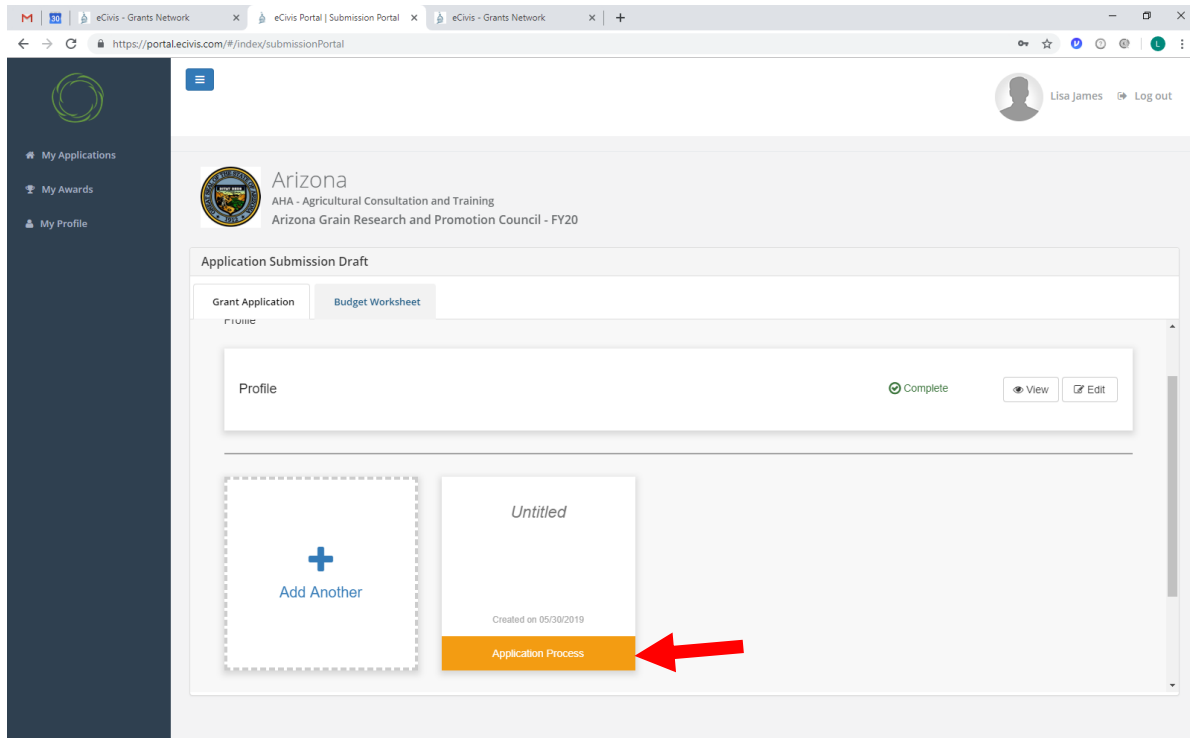 30
eCivis - Grants Network
eCivis Portal | Submission Portal
eCivis - Grants Network
https://portal.ecivis.com/#/index/submissionPortal
L
Lisa James
Log out
My Applications
My Awards
My Profile
Arizona
AHA - Agricultural Consultation and Training
Arizona Grain Research and Promotion Council - FY20
Application Submission Draft
Grant Application
Budget Worksheet
Profile
Profile
Complete
View
Edit
Add Another
Untitled
Created on 05/30/2019
Application Process